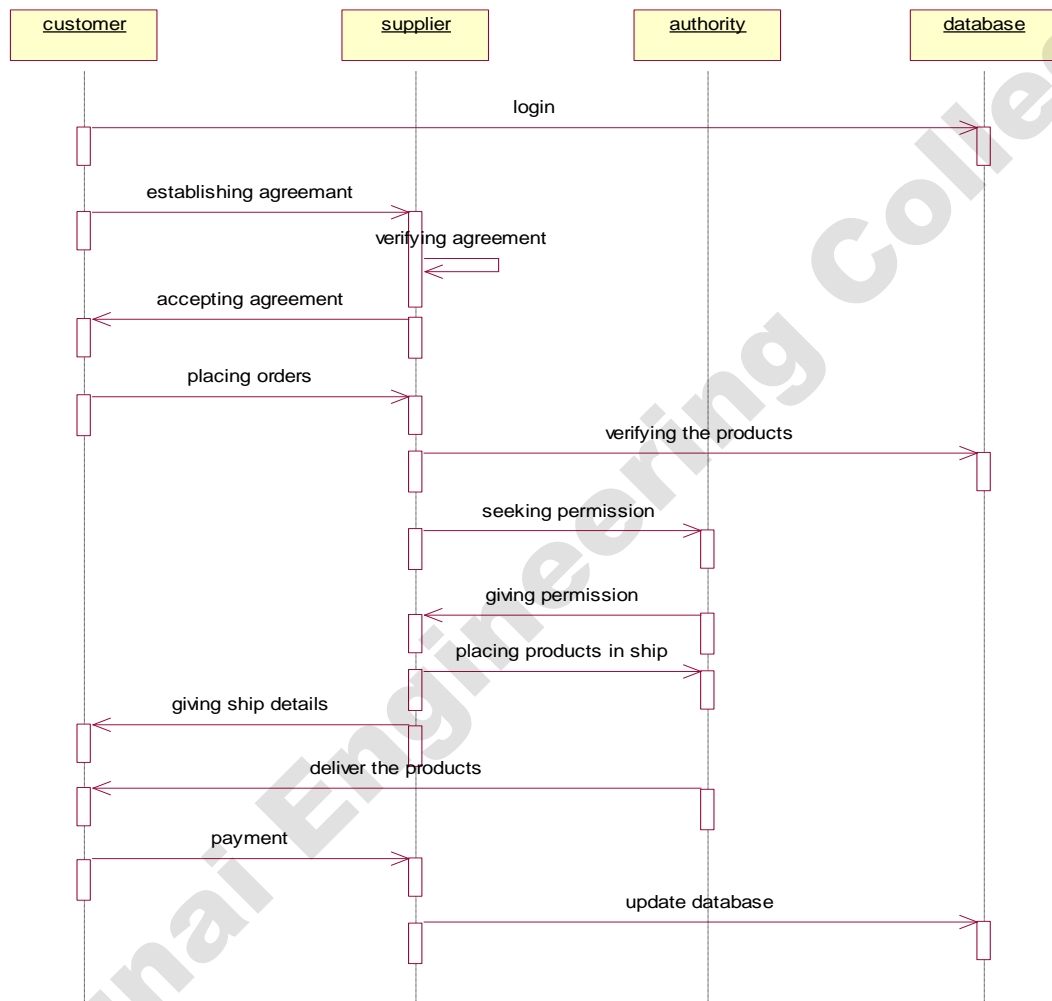 customer
supplier
authority
database
login
establishing agreemant
verifying agreement
accepting agreement
placing orders
verifying the products
seeking permission
giving permission
placing products in ship
giving ship details
deliver the products
payment
update database
Engineering